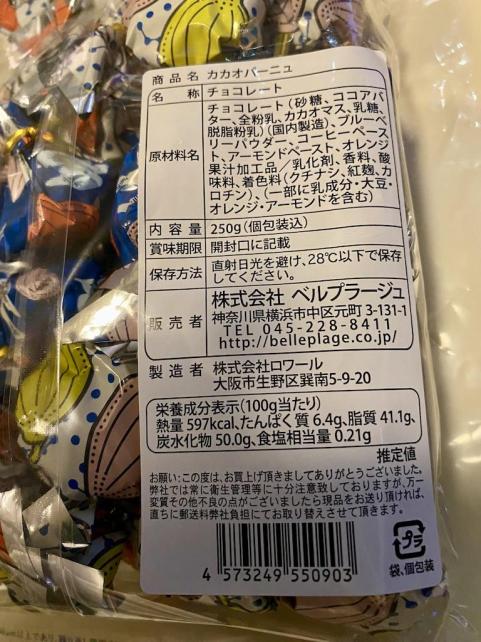 商品名 カカオパーニュ
名称 チョコレート
原材料名 チョコレート(砂糖、ココアバ
ター、全粉乳、カカオマス、乳糖、
脱脂粉乳)(国内製造)、ブルーベ
リーパウダー、コーヒーペース
ト、アーモンドペースト、オレンジ
果汁加工品/乳化剤、香料、酸
味料、着色料(クチナシ、紅麹、カ
ロチン)、(一部に乳成分・大豆・
オレンジ・アーモンドを含む)
内容量 250g(個包装込)
賞味期限 開封口に記載
保存方法 直射日光を避け、28℃以下で保存
してください。
販売者 株式会社 ベルプラージュ
神奈川県横浜市中区元町 3-131-1
TEL 045-228-8411
http://belleplage.co.jp/
製造者 株式会社ロワール
大阪市生野区巽南5-9-20
栄養成分表示(100g当たり)
熱量 597kcal、たんぱく質 6.4g、脂質 41.1g、
炭水化物 50.0g、食塩相当量 0.21g
推定値
お願い:この度は、お買上げ頂きましてありがとうございました。
弊社では常に衛生管理等に十分注意致しておりますが、万一
変質その他不良の点がございましたら現品をお送り頂ければ、
直ちに郵送料弊社負担にてお取り替えさせて頂きます。
4 573249 550903
プラ
袋、個包装